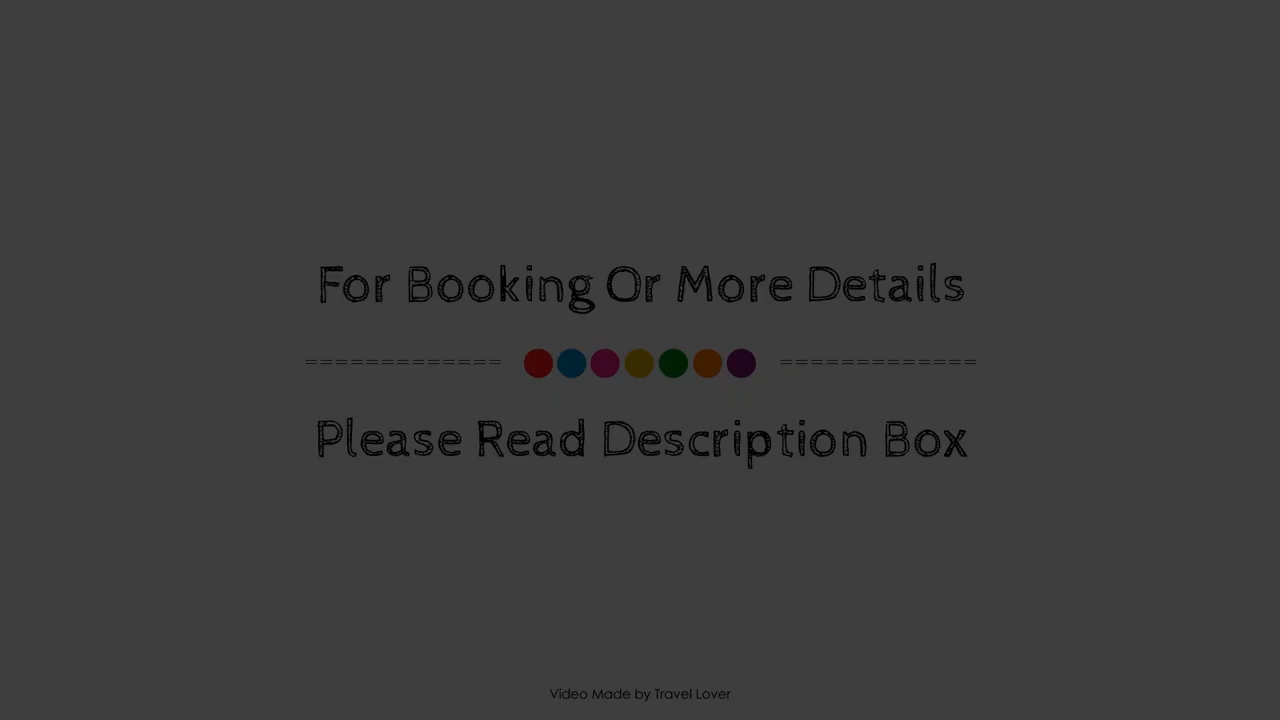 For Booking Or More Details
============= =============
Please Read Description Box
Video Made by Travel Lover